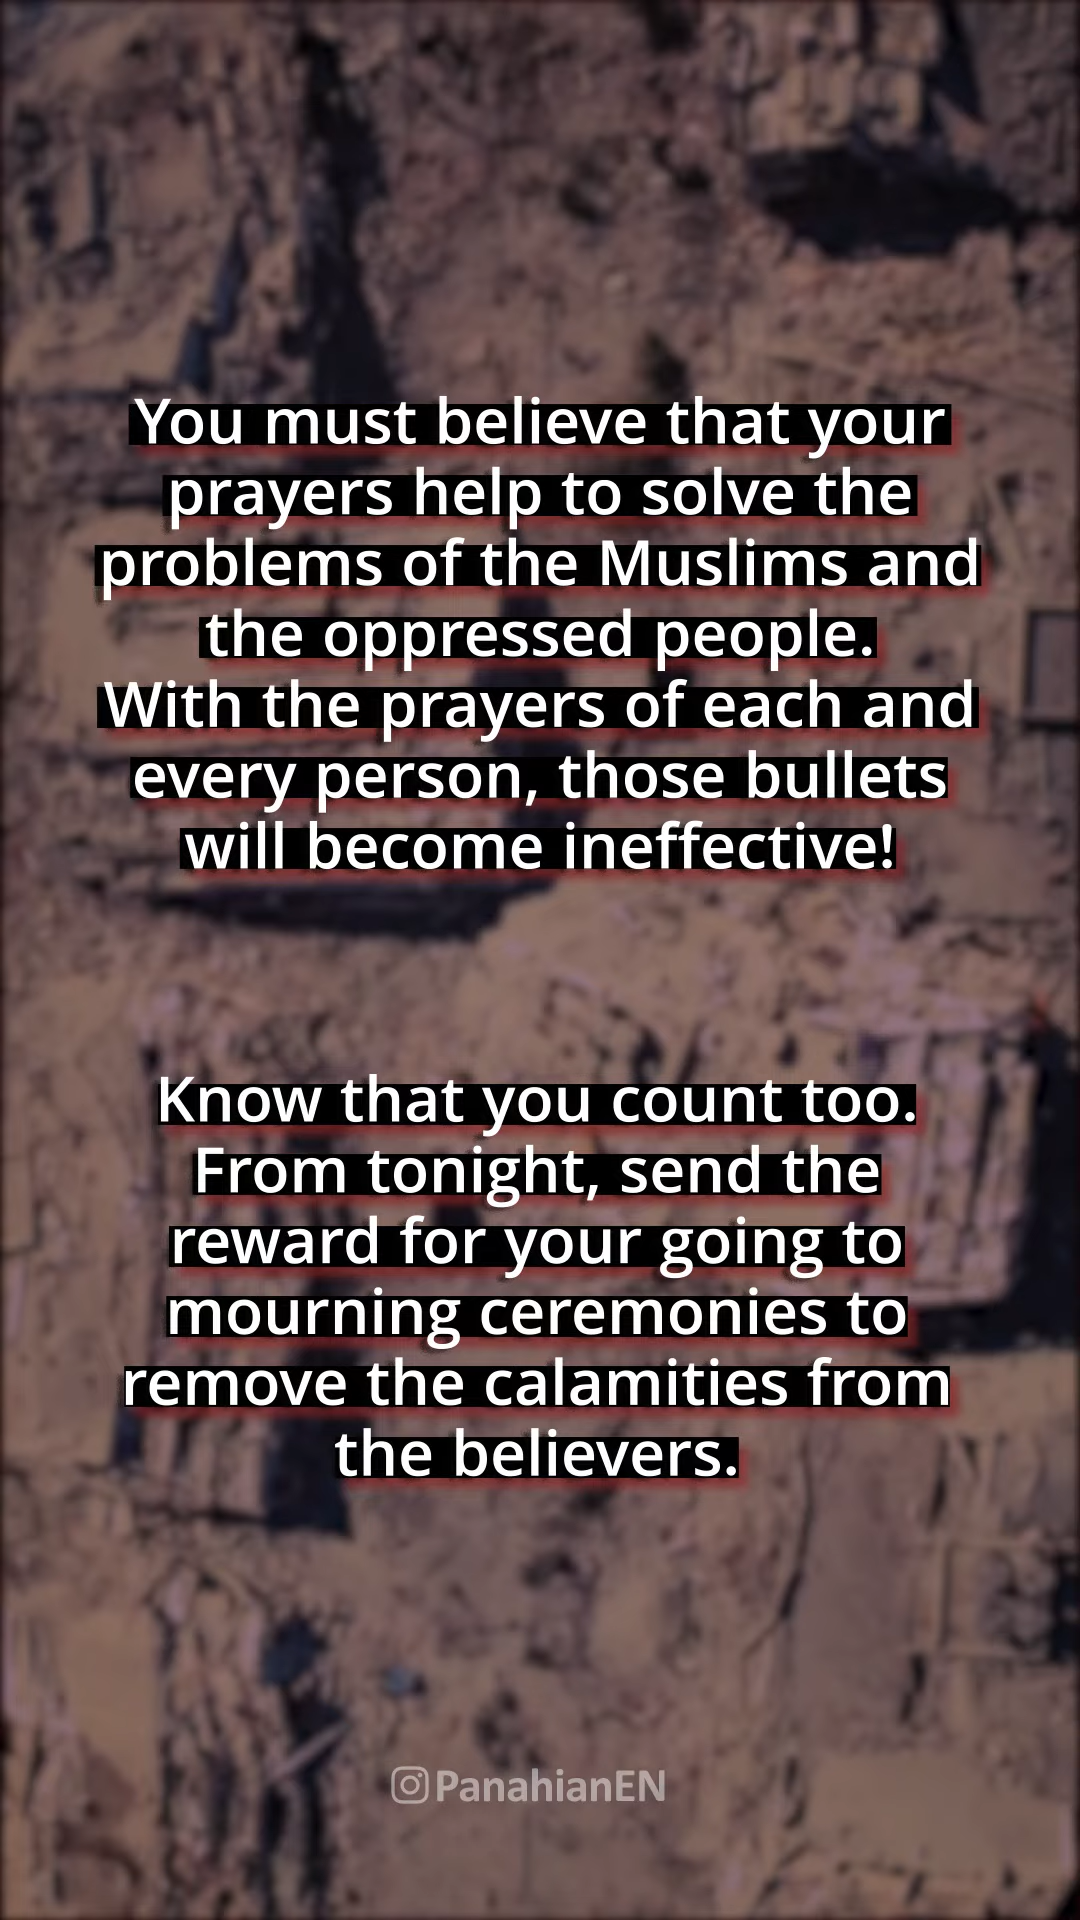 You must believe that your
prayers help to solve the
problems of the Muslims and
the oppressed people.
With the prayers of each and
every person, those bullets
will become ineffective!
Know that you count too.
From tonight, send the
reward for your going to
mourning ceremonies to
remove the calamities from
the believers.
PanahianEN